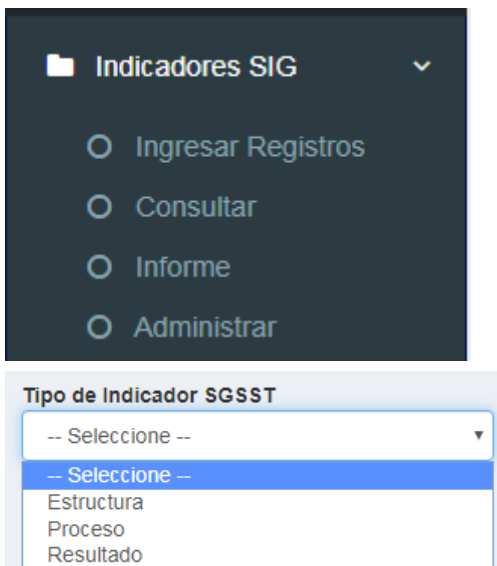 Indicadores SIG
Ingresar Registros
Consultar
Informe
Administrar
Tipo de Indicador SGSST
-- Seleccione --
-- Seleccione --
Estructura
Proceso
Resultado